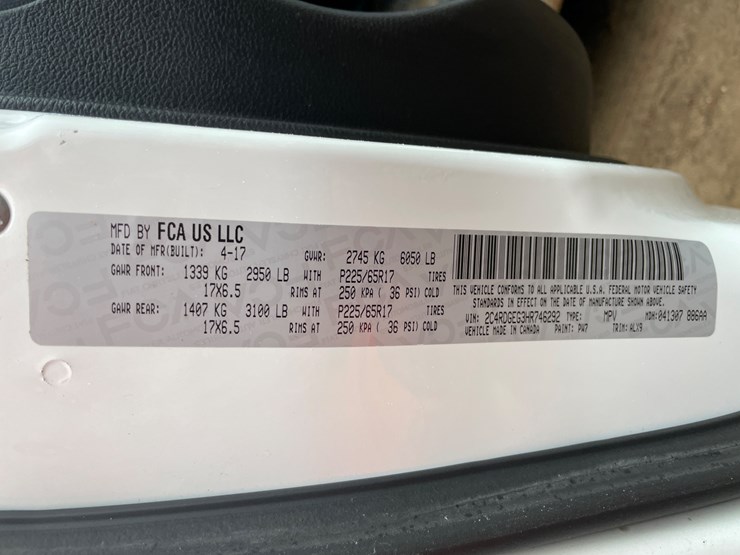 MFD BY FCA US LLC
DATE OF MFR(BUILT): 4-17 GVWR: 2745 KG 6050 LB
GAWR FRONT: 1339 KG 2950 LB WITH P225/65R17 TIRES
17X6.5 RIMS AT 250 KPA ( 36 PSI) COLD
GAWR REAR: 1407 KG 3100 LB WITH P225/65R17 TIRES
17X6.5 RIMS AT 250 KPA ( 36 PSI) COLD
THIS VEHICLE CONFORMS TO ALL APPLICABLE U.S.A. FEDERAL MOTOR VEHICLE SAFETY
STANDARDS IN EFFECT ON THE DATE OF MANUFACTURE SHOWN ABOVE.
VIN: 2C4RDGEG3HR746292 TYPE: MPV MDH: 041307 886AA
VEHICLE MADE IN CANADA PAINT: PW7 TRIM: ALX9